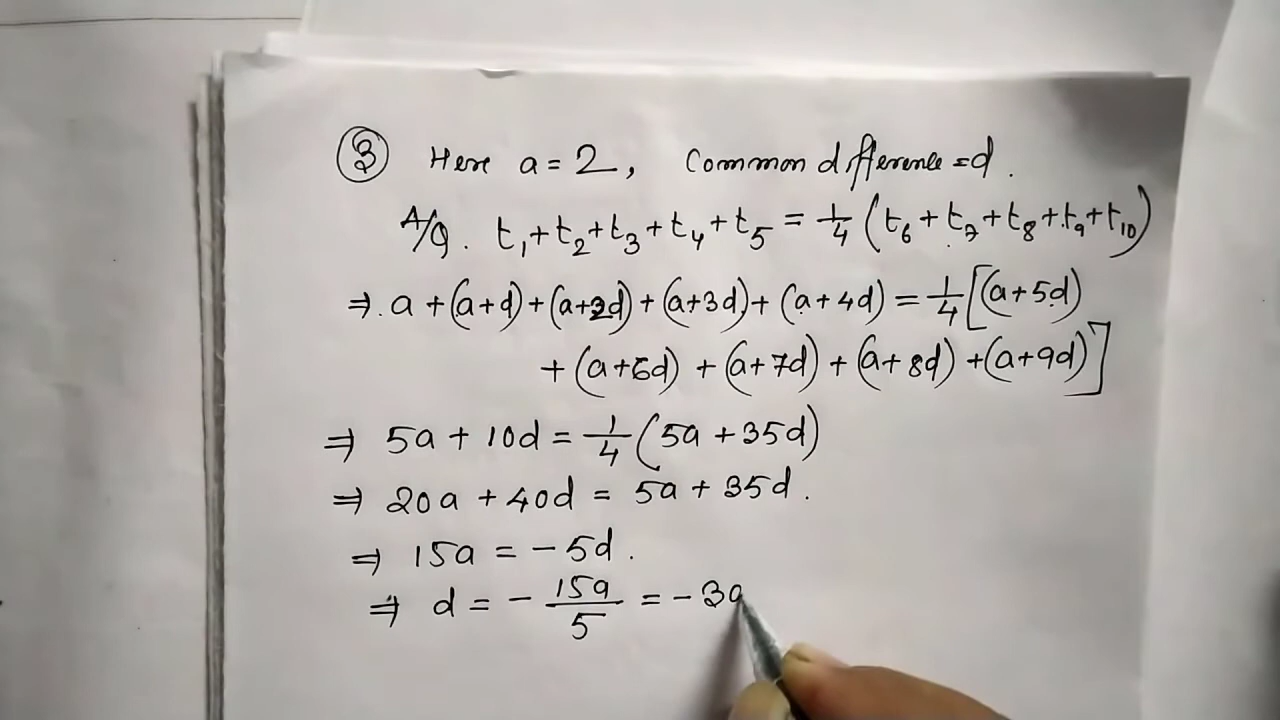 ③ Here a = 2, Common difference = d.
A/Q. t₁ + t₂ + t₃ + t₄ + t₅ = 1/4 (t₆ + t₇ + t₈ + t₉ + t₁₀)
⇒ a + (a+d) + (a+2d) + (a+3d) + (a+4d) = 1/4 [(a+5d)
+ (a+6d) + (a+7d) + (a+8d) + (a+9d)]
⇒ 5a + 10d = 1/4 (5a + 35d)
⇒ 20a + 40d = 5a + 35d.
⇒ 15a = - 5d.
⇒ d = - 15a/5 = - 3a